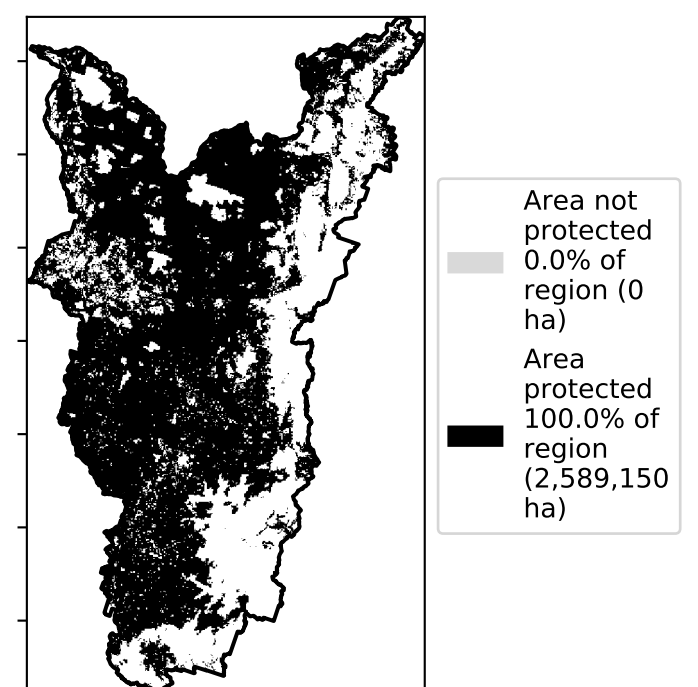 Area not
protected
0.0% of
region (0
ha)
Area
protected
100.0% of
region
(2,589,150
ha)